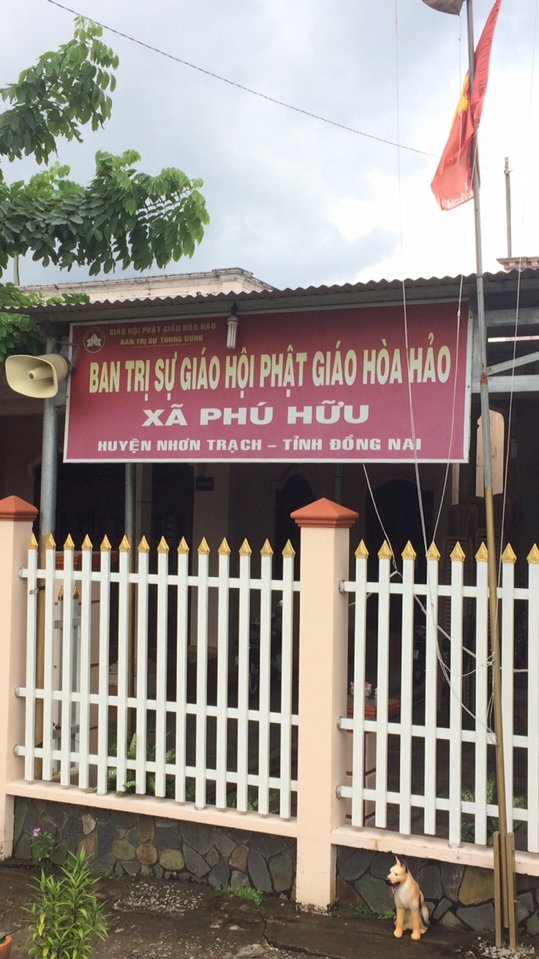 GIÁO HỘI PHẬT GIÁO HÒA HẢO
BAN TRỊ SỰ TRUNG ƯƠNG
BAN TRỊ SỰ GIÁO HỘI PHẬT GIÁO HÒA HẢO
XÃ PHÚ HỮU
HUYỆN NHƠN TRẠCH – TỈNH ĐỒNG NAI